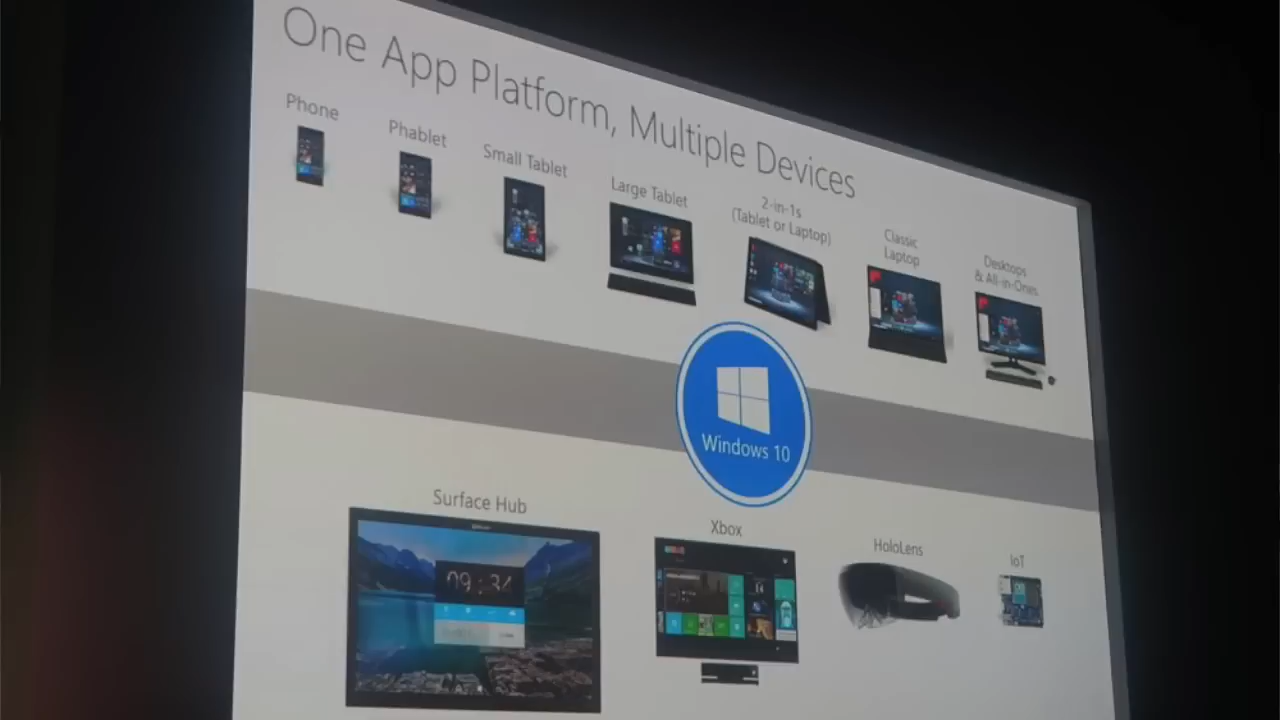 One App Platform, Multiple Devices
Phone
Phablet
Small Tablet
Large Tablet
2-in-1s
(Tablet or Laptop)
Classic
Laptop
Desktops
& All-in-Ones
Windows 10
Surface Hub
09:34
Xbox
HoloLens
IoT